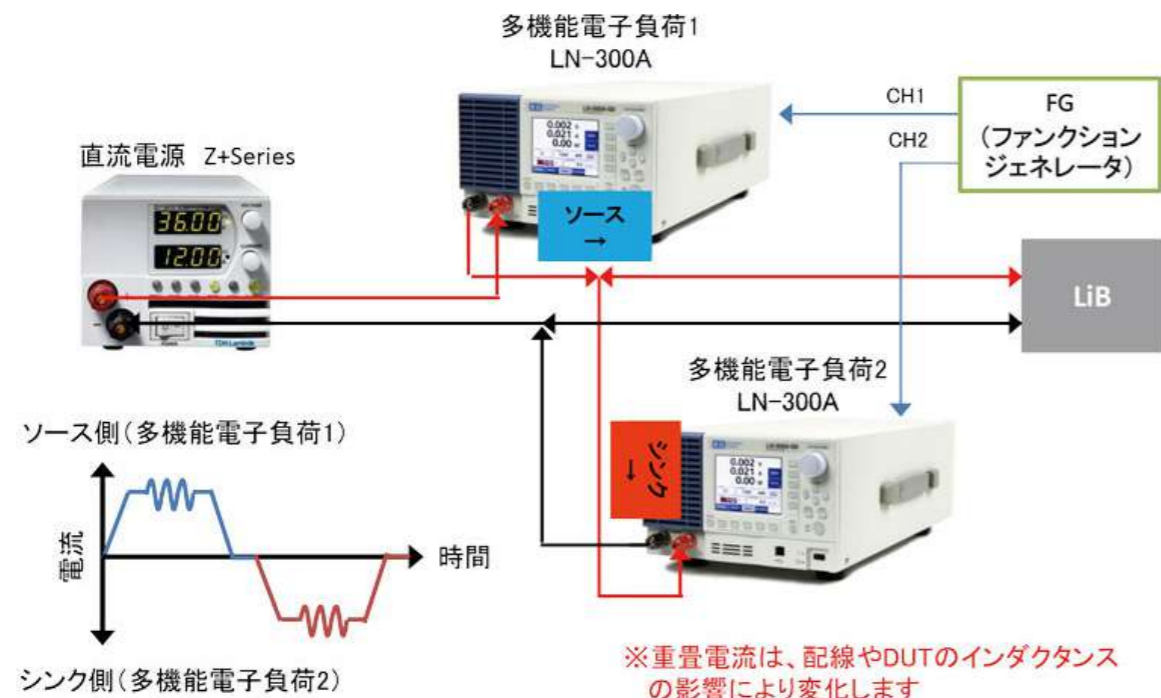 多機能電子負荷1
LN-300A
直流電源 Z+Series
36.00
12.00
0.002 V
0.021 A
0.00 W
ソース
→
CH1
CH2
FG
(ファンクション
ジェネレータ)
LiB
多機能電子負荷2
LN-300A
シンク
→
0.002 V
0.021 A
0.00 W
ソース側(多機能電子負荷1)
電流
時間
シンク側(多機能電子負荷2)
※重畳電流は、配線やDUTのインダクタンス
の影響により変化します